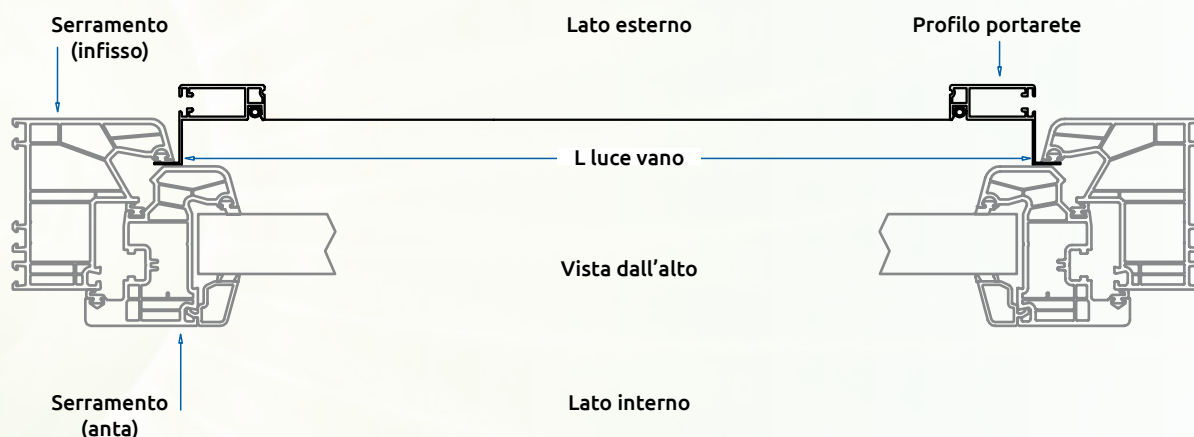 Serramento
(infisso)
Lato esterno
Profilo portarete
L luce vano
Vista dall'alto
Serramento
(anta)
Lato interno